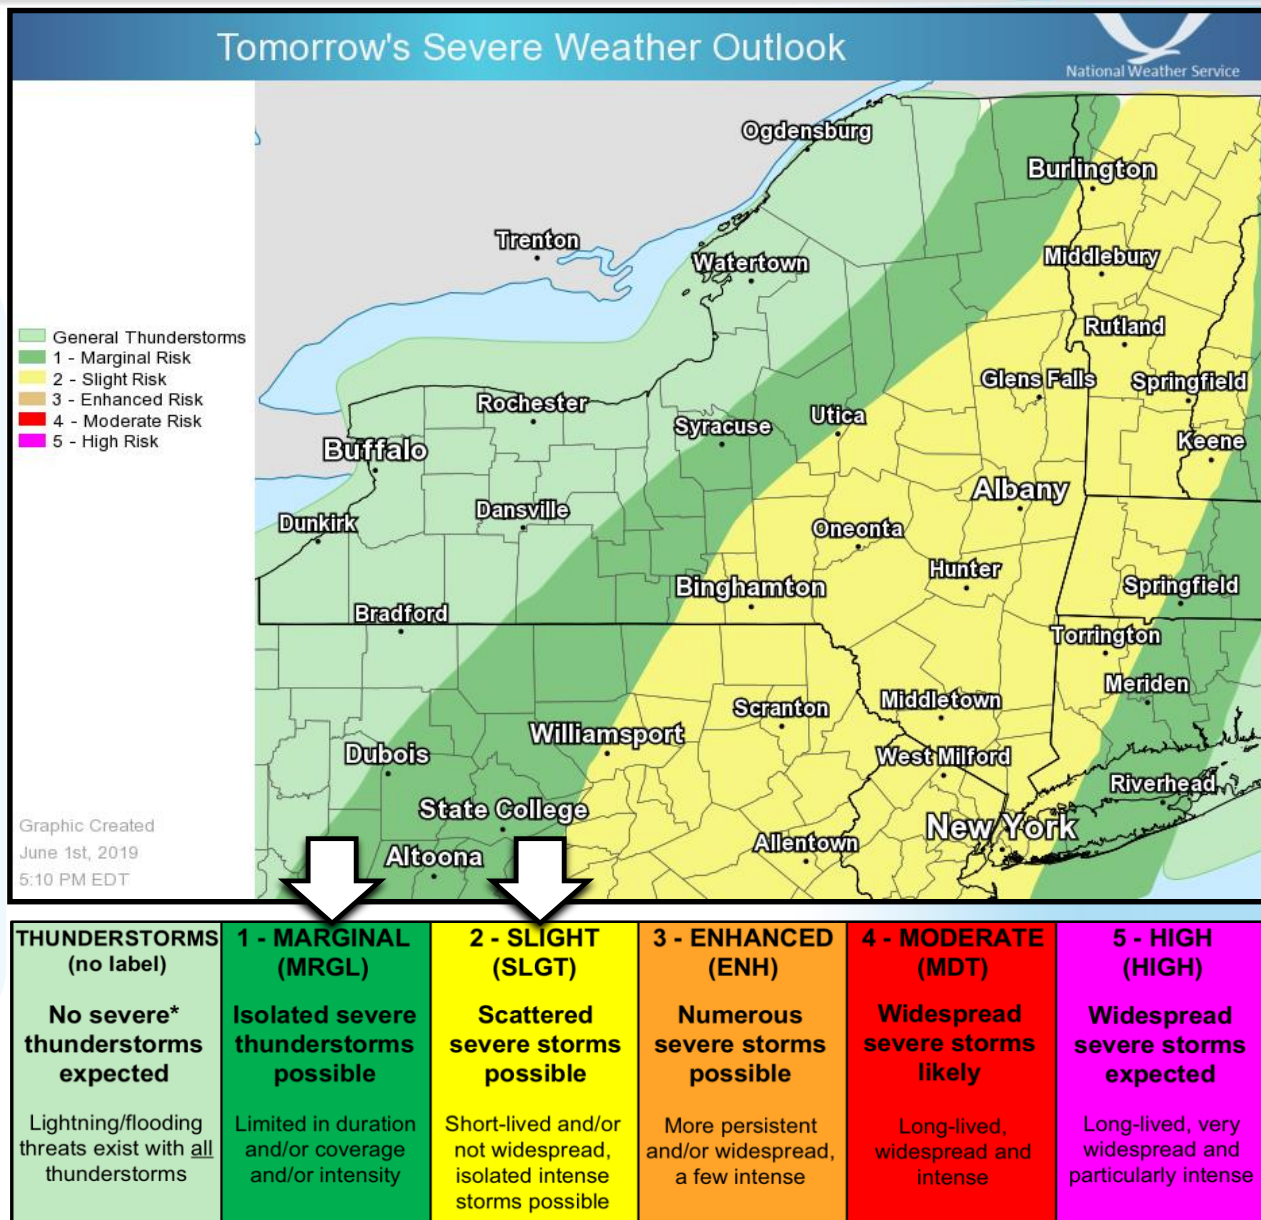 Tomorrow's Severe Weather Outlook
National Weather Service
General Thunderstorms
1 - Marginal Risk
2 - Slight Risk
3 - Enhanced Risk
4 - Moderate Risk
5 - High Risk
Graphic Created
June 1st, 2019
5:10 PM EDT
Ogdensburg
Burlington
Trenton
Watertown
Middlebury
Rutland
Glens Falls
Springfield
Rochester
Syracuse
Utica
Buffalo
Keene
Albany
Dunkirk
Dansville
Oneonta
Hunter
Binghamton
Springfield
Bradford
Torrington
Meriden
Scranton
Middletown
Williamsport
Dubois
West Milford
Riverhead
State College
New York
Altoona
Allentown
THUNDERSTORMS
(no label)
No severe*
thunderstorms
expected
Lightning/flooding
threats exist with all
thunderstorms
1 - MARGINAL
(MRGL)
Isolated severe
thunderstorms
possible
Limited in duration
and/or coverage
and/or intensity
2 - SLIGHT
(SLGT)
Scattered
severe storms
possible
Short-lived and/or
not widespread,
isolated intense
storms possible
3 - ENHANCED
(ENH)
Numerous
severe storms
possible
More persistent
and/or widespread,
a few intense
4 - MODERATE
(MDT)
Widespread
severe storms
likely
Long-lived,
widespread and
intense
5 - HIGH
(HIGH)
Widespread
severe storms
expected
Long-lived, very
widespread and
particularly intense